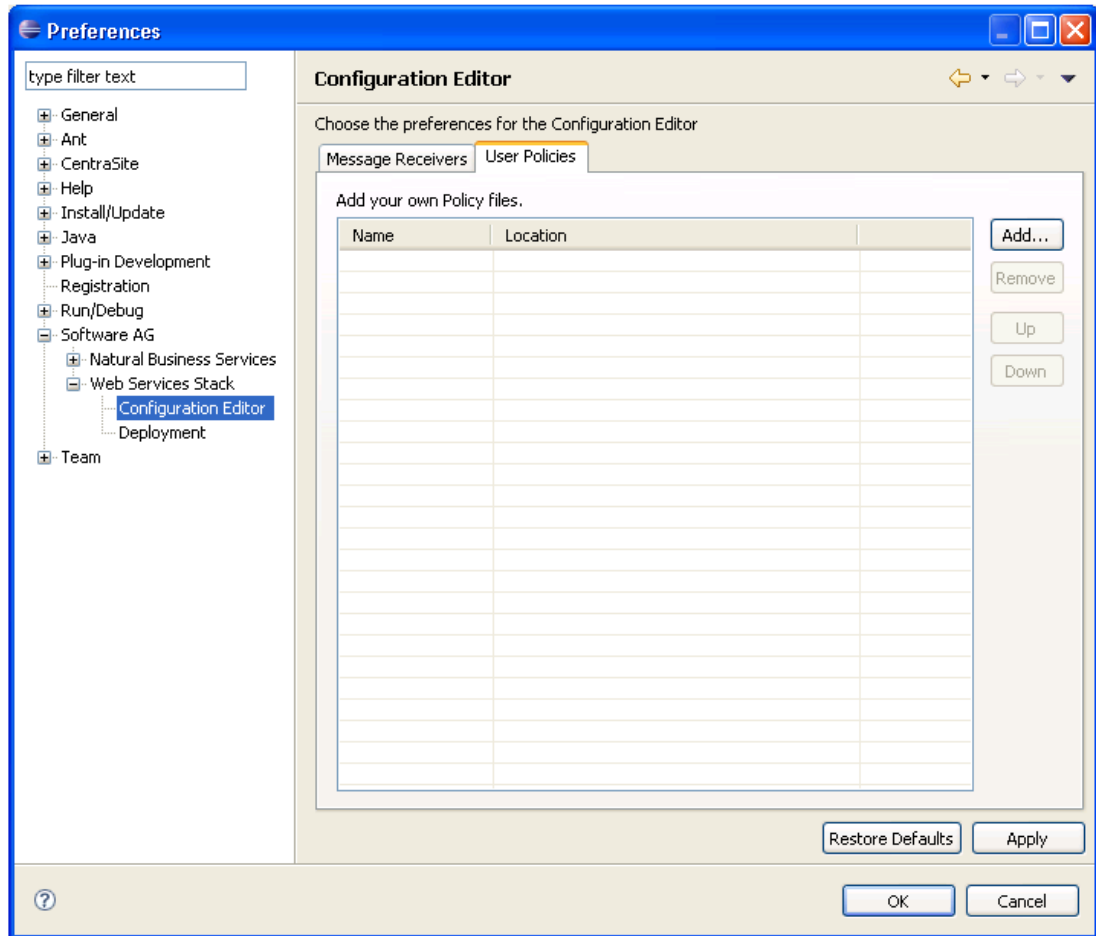 Preferences
type filter text
General
Ant
CentraSite
Help
Install/Update
Java
Plug-in Development
Registration
Run/Debug
Software AG
Natural Business Services
Web Services Stack
Configuration Editor
Deployment
Team
Configuration Editor
Choose the preferences for the Configuration Editor
Message Receivers User Policies
Add your own Policy files.
Name Location
Add...
Remove
Up
Down
Restore Defaults Apply
OK Cancel